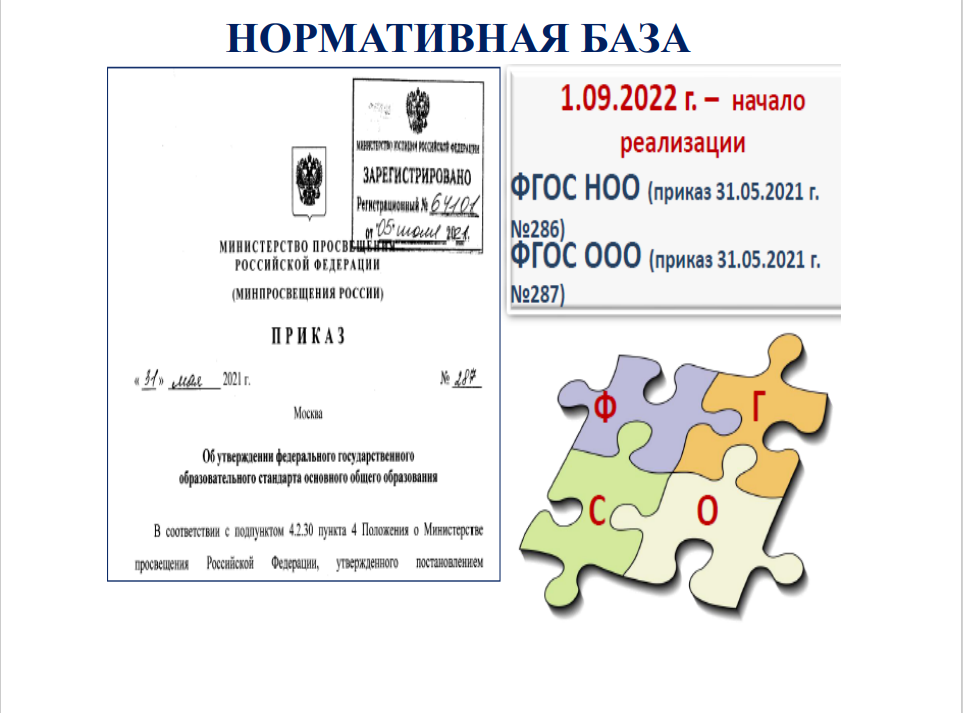 НОРМАТИВНАЯ БАЗА
МИНИСТЕРСТВО ЮСТИЦИИ РОССИЙСКОЙ ФЕДЕРАЦИИ
ЗАРЕГИСТРИРОВАНО
Регистрационный № 64101
от "05" июля 2021.
МИНИСТЕРСТВО ПРОСВЕЩЕНИЯ
РОССИЙСКОЙ ФЕДЕРАЦИИ
(МИНПРОСВЕЩЕНИЯ РОССИИ)
ПРИКАЗ
« 31 » мая 2021 г. № 287
Москва
Об утверждении федерального государственного
образовательного стандарта основного общего образования
В соответствии с подпунктом 4.2.30 пункта 4 Положения о Министерстве
просвещения Российской Федерации, утвержденного постановлением
1.09.2022 г. – начало
реализации
ФГОС НОО (приказ 31.05.2021 г.
№286)
ФГОС ООО (приказ 31.05.2021 г.
№287)
Ф Г
С О